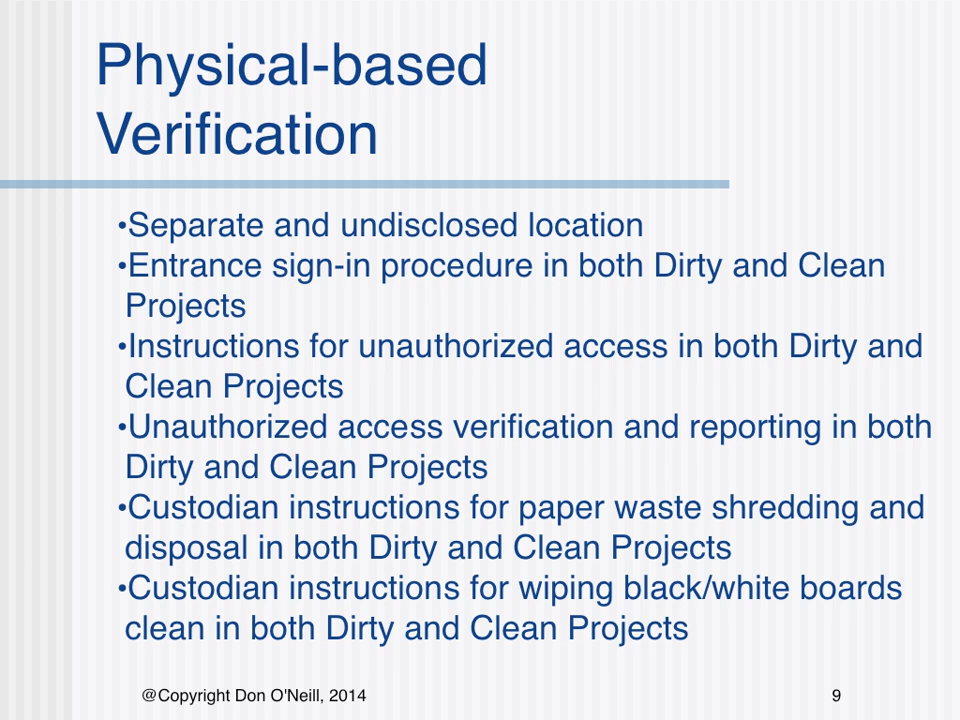 Physical-based
Verification
•Separate and undisclosed location
•Entrance sign-in procedure in both Dirty and Clean
Projects
•Instructions for unauthorized access in both Dirty and
Clean Projects
•Unauthorized access verification and reporting in both
Dirty and Clean Projects
•Custodian instructions for paper waste shredding and
disposal in both Dirty and Clean Projects
•Custodian instructions for wiping black/white boards
clean in both Dirty and Clean Projects
@Copyright Don O'Neill, 2014 9